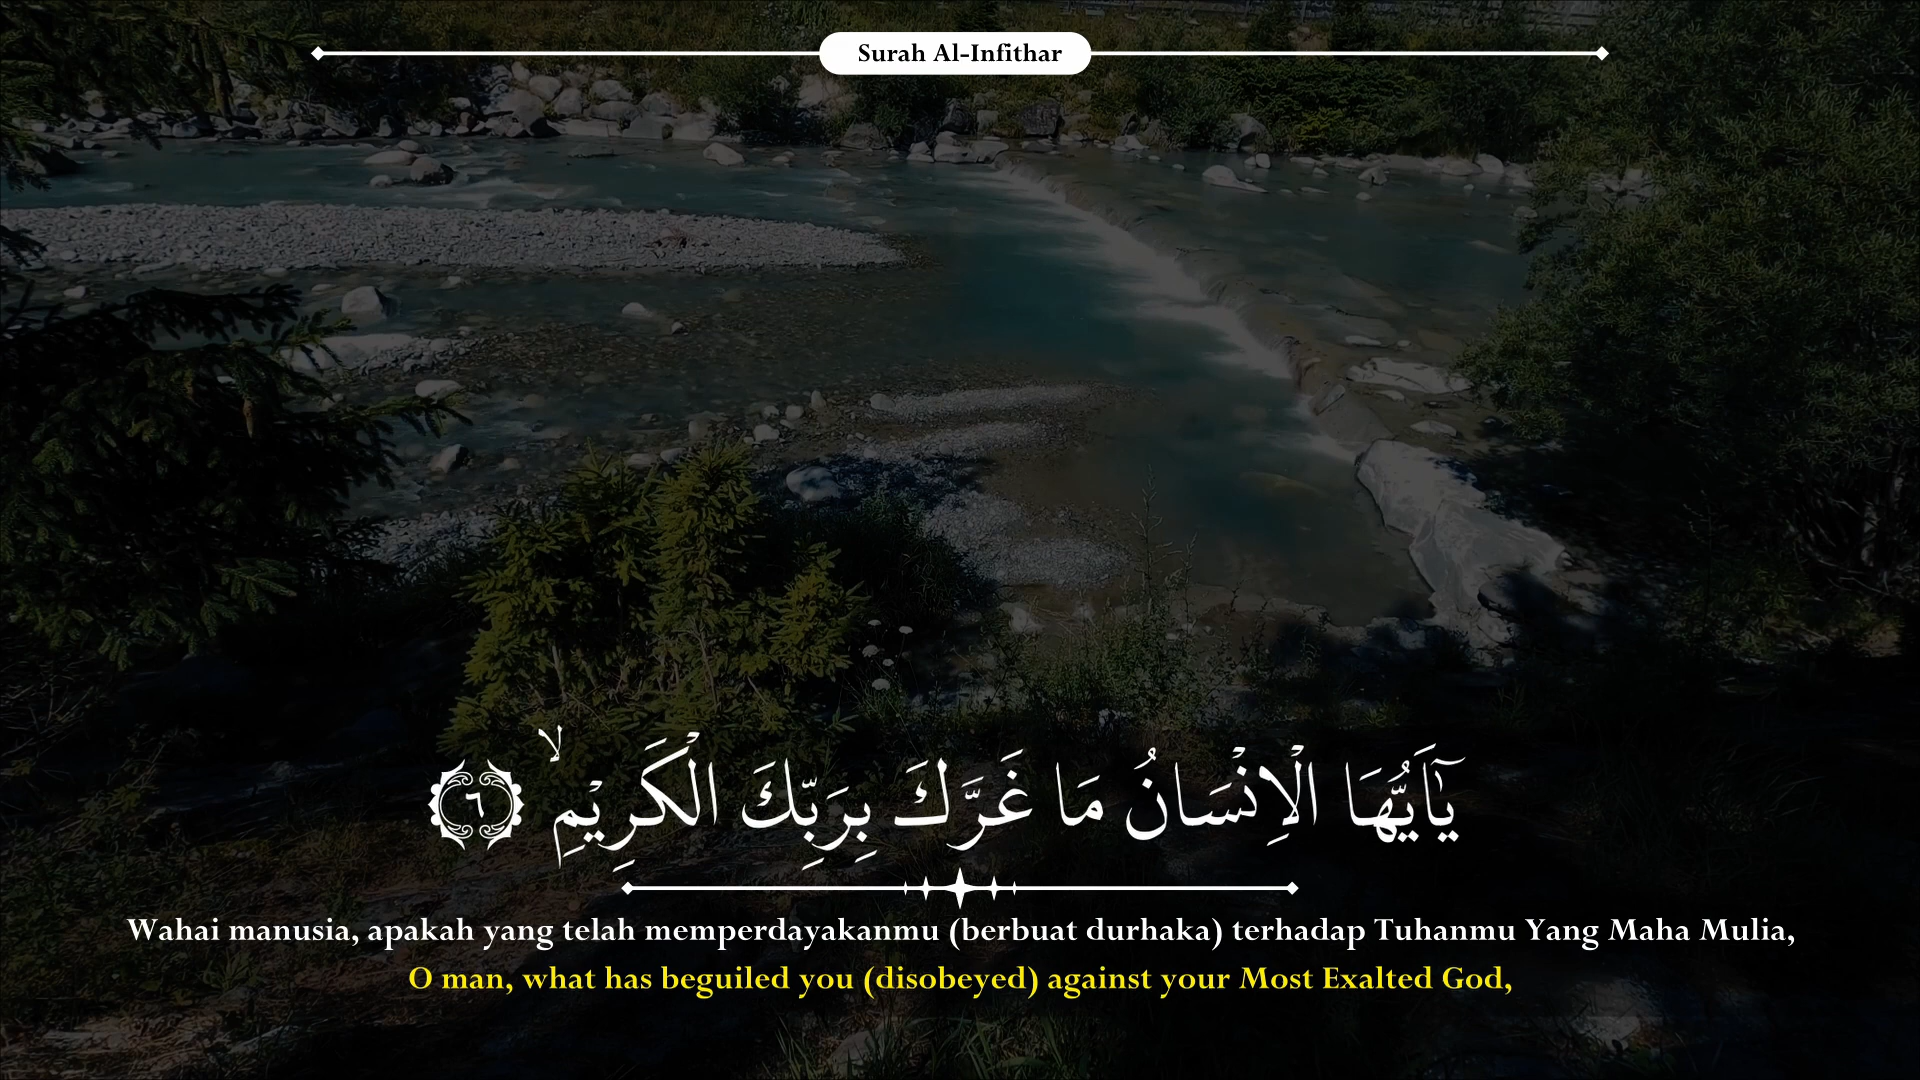 Surah Al-Infithar
يٰٓاَيُّهَا الْاِنْسَانُ مَا غَرَّكَ بِرَبِّكَ الْكَرِيْمِۙ ٦
Wahai manusia, apakah yang telah memperdayakanmu (berbuat durhaka) terhadap Tuhanmu Yang Maha Mulia,
O man, what has beguiled you (disobeyed) against your Most Exalted God,